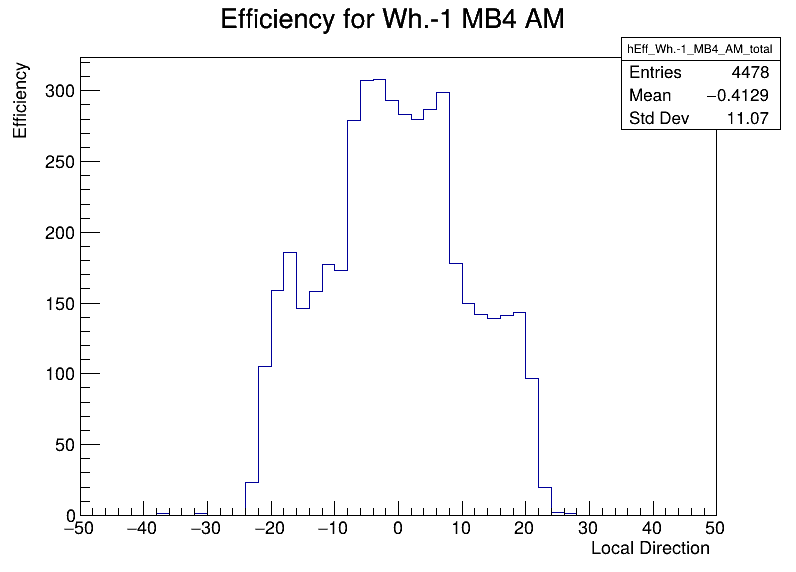 Efficiency for Wh.-1 MB4 AM
hEff_Wh.-1_MB4_AM_total
Entries 4478
Mean −0.4129
Std Dev 11.07
Efficiency
300
250
200
150
100
50
0
−50 −40 −30 −20 −10 0 10 20 30 40 50
Local Direction